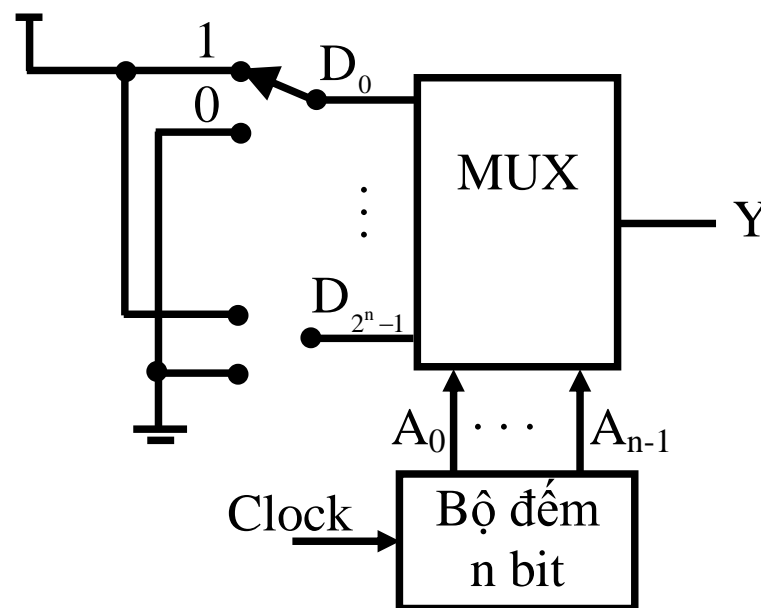 1
D₀
0
MUX
Y
D₂ⁿ₋₁
A₀ · · · Aₙ₋₁
Clock
Bộ đếm
n bit